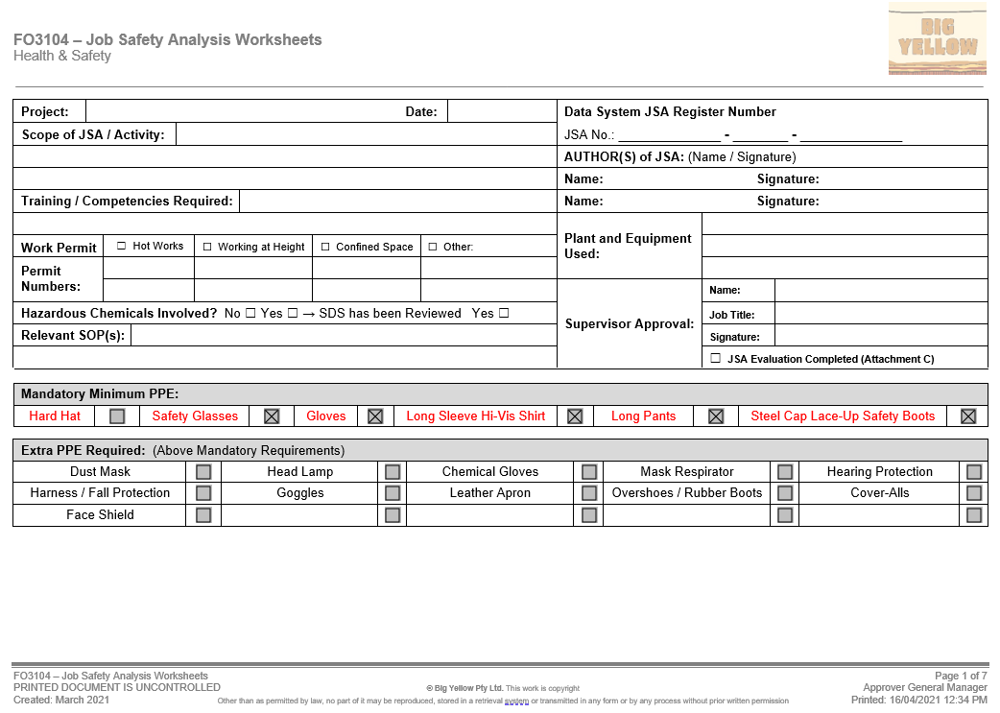 FO3104 – Job Safety Analysis Worksheets
Health & Safety
BIG
YELLOW
Project:
Date:
Data System JSA Register Number
Scope of JSA / Activity:
JSA No.: _______________ - ________ - _______________
AUTHOR(S) of JSA: (Name / Signature)
Name: Signature:
Training / Competencies Required:
Name: Signature:
Plant and Equipment
Used:
Work Permit ☐ Hot Works ☐ Working at Height ☐ Confined Space ☐ Other:
Permit
Numbers:
Name:
Hazardous Chemicals Involved? No ☐ Yes ☐ → SDS has been Reviewed Yes ☐
Supervisor Approval:
Job Title:
Relevant SOP(s):
Signature:
☐ JSA Evaluation Completed (Attachment C)
Mandatory Minimum PPE:
Hard Hat ☐ Safety Glasses ☒ Gloves ☒ Long Sleeve Hi-Vis Shirt ☒ Long Pants ☒ Steel Cap Lace-Up Safety Boots ☒
Extra PPE Required: (Above Mandatory Requirements)
Dust Mask ☐ Head Lamp ☐ Chemical Gloves ☐ Mask Respirator ☐ Hearing Protection ☐
Harness / Fall Protection ☐ Goggles ☐ Leather Apron ☐ Overshoes / Rubber Boots ☐ Cover-Alls ☐
Face Shield ☐ ☐ ☐ ☐ ☐
FO3104 – Job Safety Analysis Worksheets
Page 1 of 7
PRINTED DOCUMENT IS UNCONTROLLED
© Big Yellow Pty Ltd. This work is copyright
Approver General Manager
Created: March 2021
Other than as permitted by law, no part of it may be reproduced, stored in a retrieval system or transmitted in any form or by any process without prior written permission
Printed: 16/04/2021 12:34 PM